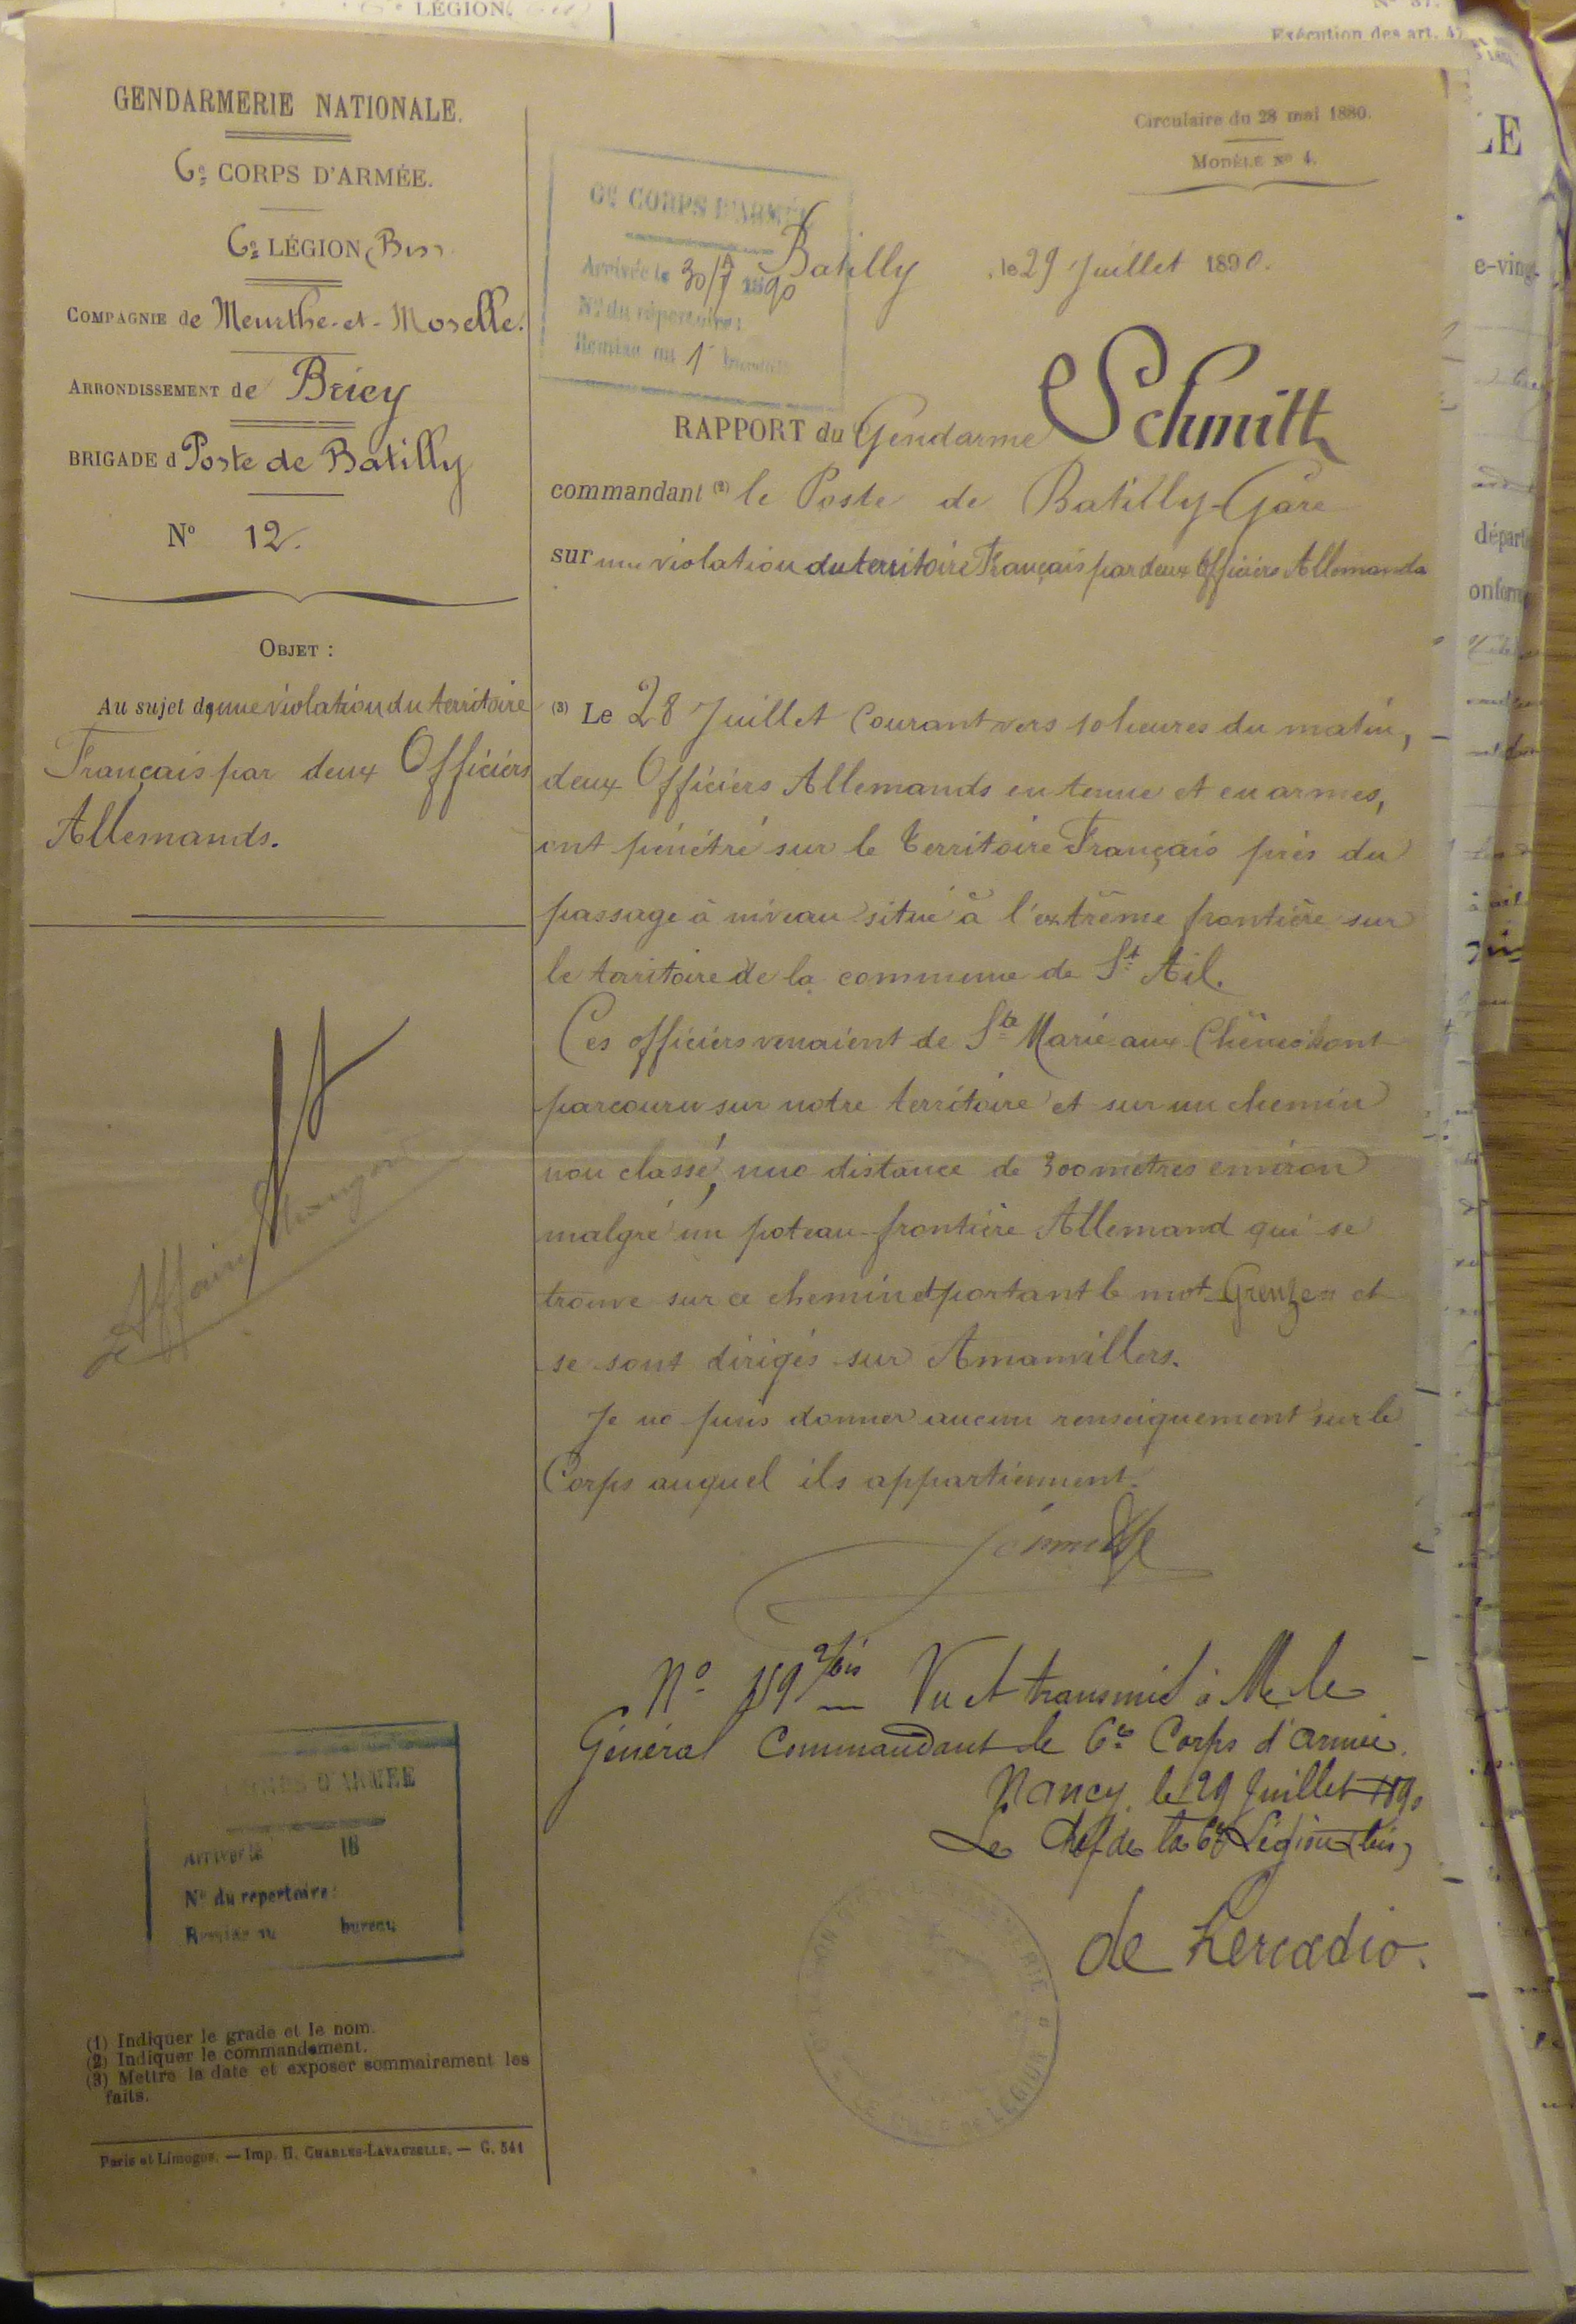 LÉGION
Exécution des art.
GENDARMERIE NATIONALE.
6e CORPS D'ARMÉE.
6e LÉGION (Bis)
COMPAGNIE de Meurthe-et-Moselle.
ARRONDISSEMENT de Briey
BRIGADE d Poste de Batilly
N° 12.
OBJET :
Au sujet d'une violation du territoire
Français par deux Officiers
Allemands.
Affaire
CORPS D'ARMÉE
Arrivée le 18
N° du répertoire :
Remise au bureau
(1) Indiquer le grade et le nom.
(2) Indiquer le commandement.
(3) Mettre la date et exposer sommairement les
faits.
Paris et Limoges. — Imp. H. CHARLES-LAVAUZELLE. — G. 541
Circulaire du 28 mai 1880.
MODÈLE N° 4.
6e CORPS D'ARMÉE
Arrivée le 30/7 1890
N° du répertoire :
Remise au 1er bureau
Batilly, le 29 Juillet 1890.
RAPPORT du Gendarme Schmitt
commandant (2) le Poste de Batilly-Gare
sur une violation du territoire Français par deux Officiers Allemands
(3) Le 28 Juillet Courant vers 10 heures du matin,
deux Officiers Allemands en tenue et en armes,
ont pénétré sur le territoire Français près du
passage à niveau situé à l'extrême frontière sur
le territoire de la commune de St Ail.
Ces officiers venaient de Ste Marie-aux-Chênes ont
parcouru sur notre territoire et sur un chemin
non classé, une distance de 300 mètres environ
malgré un poteau-frontière Allemand qui se
trouve sur ce chemin et portant le mot Grenze et
se sont dirigés sur Amanvillers.
Je ne puis donner aucun renseignement sur le
Corps auquel ils appartiennent.
N° 159 2/bis Vu et transmis à M. le
Général Commandant le 6e Corps d'armée.
Nancy, le 29 Juillet 1890
Le Chef de la 6e Légion (bis)